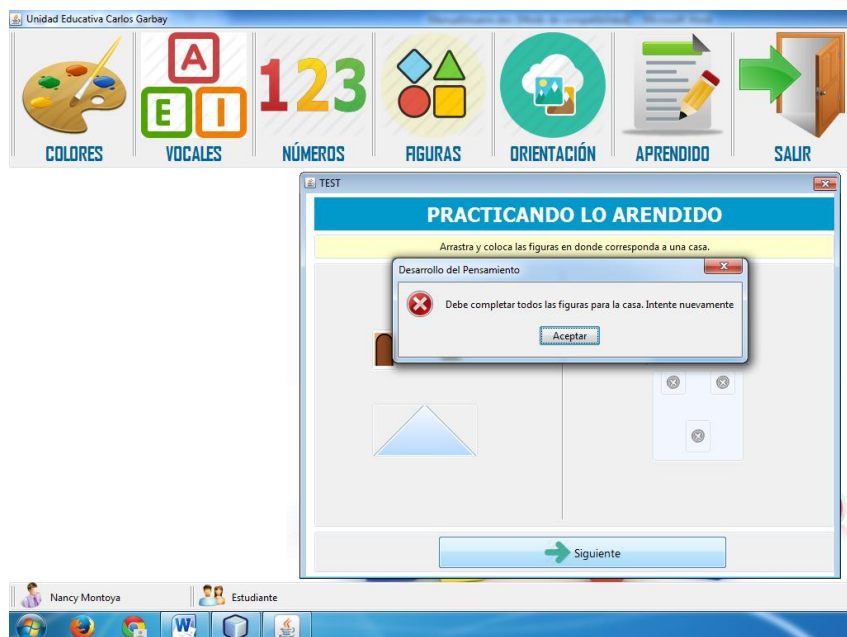 Unidad Educativa Carlos Garbay
A
E I
123
COLORES VOCALES NÚMEROS FIGURAS ORIENTACIÓN APRENDIDO SALIR
TEST
PRACTICANDO LO ARENDIDO
Arrastra y coloca las figuras en donde corresponda a una casa.
Desarrollo del Pensamiento
Debe completar todos las figuras para la casa. Intente nuevamente
Aceptar
Siguiente
Nancy Montoya Estudiante
W